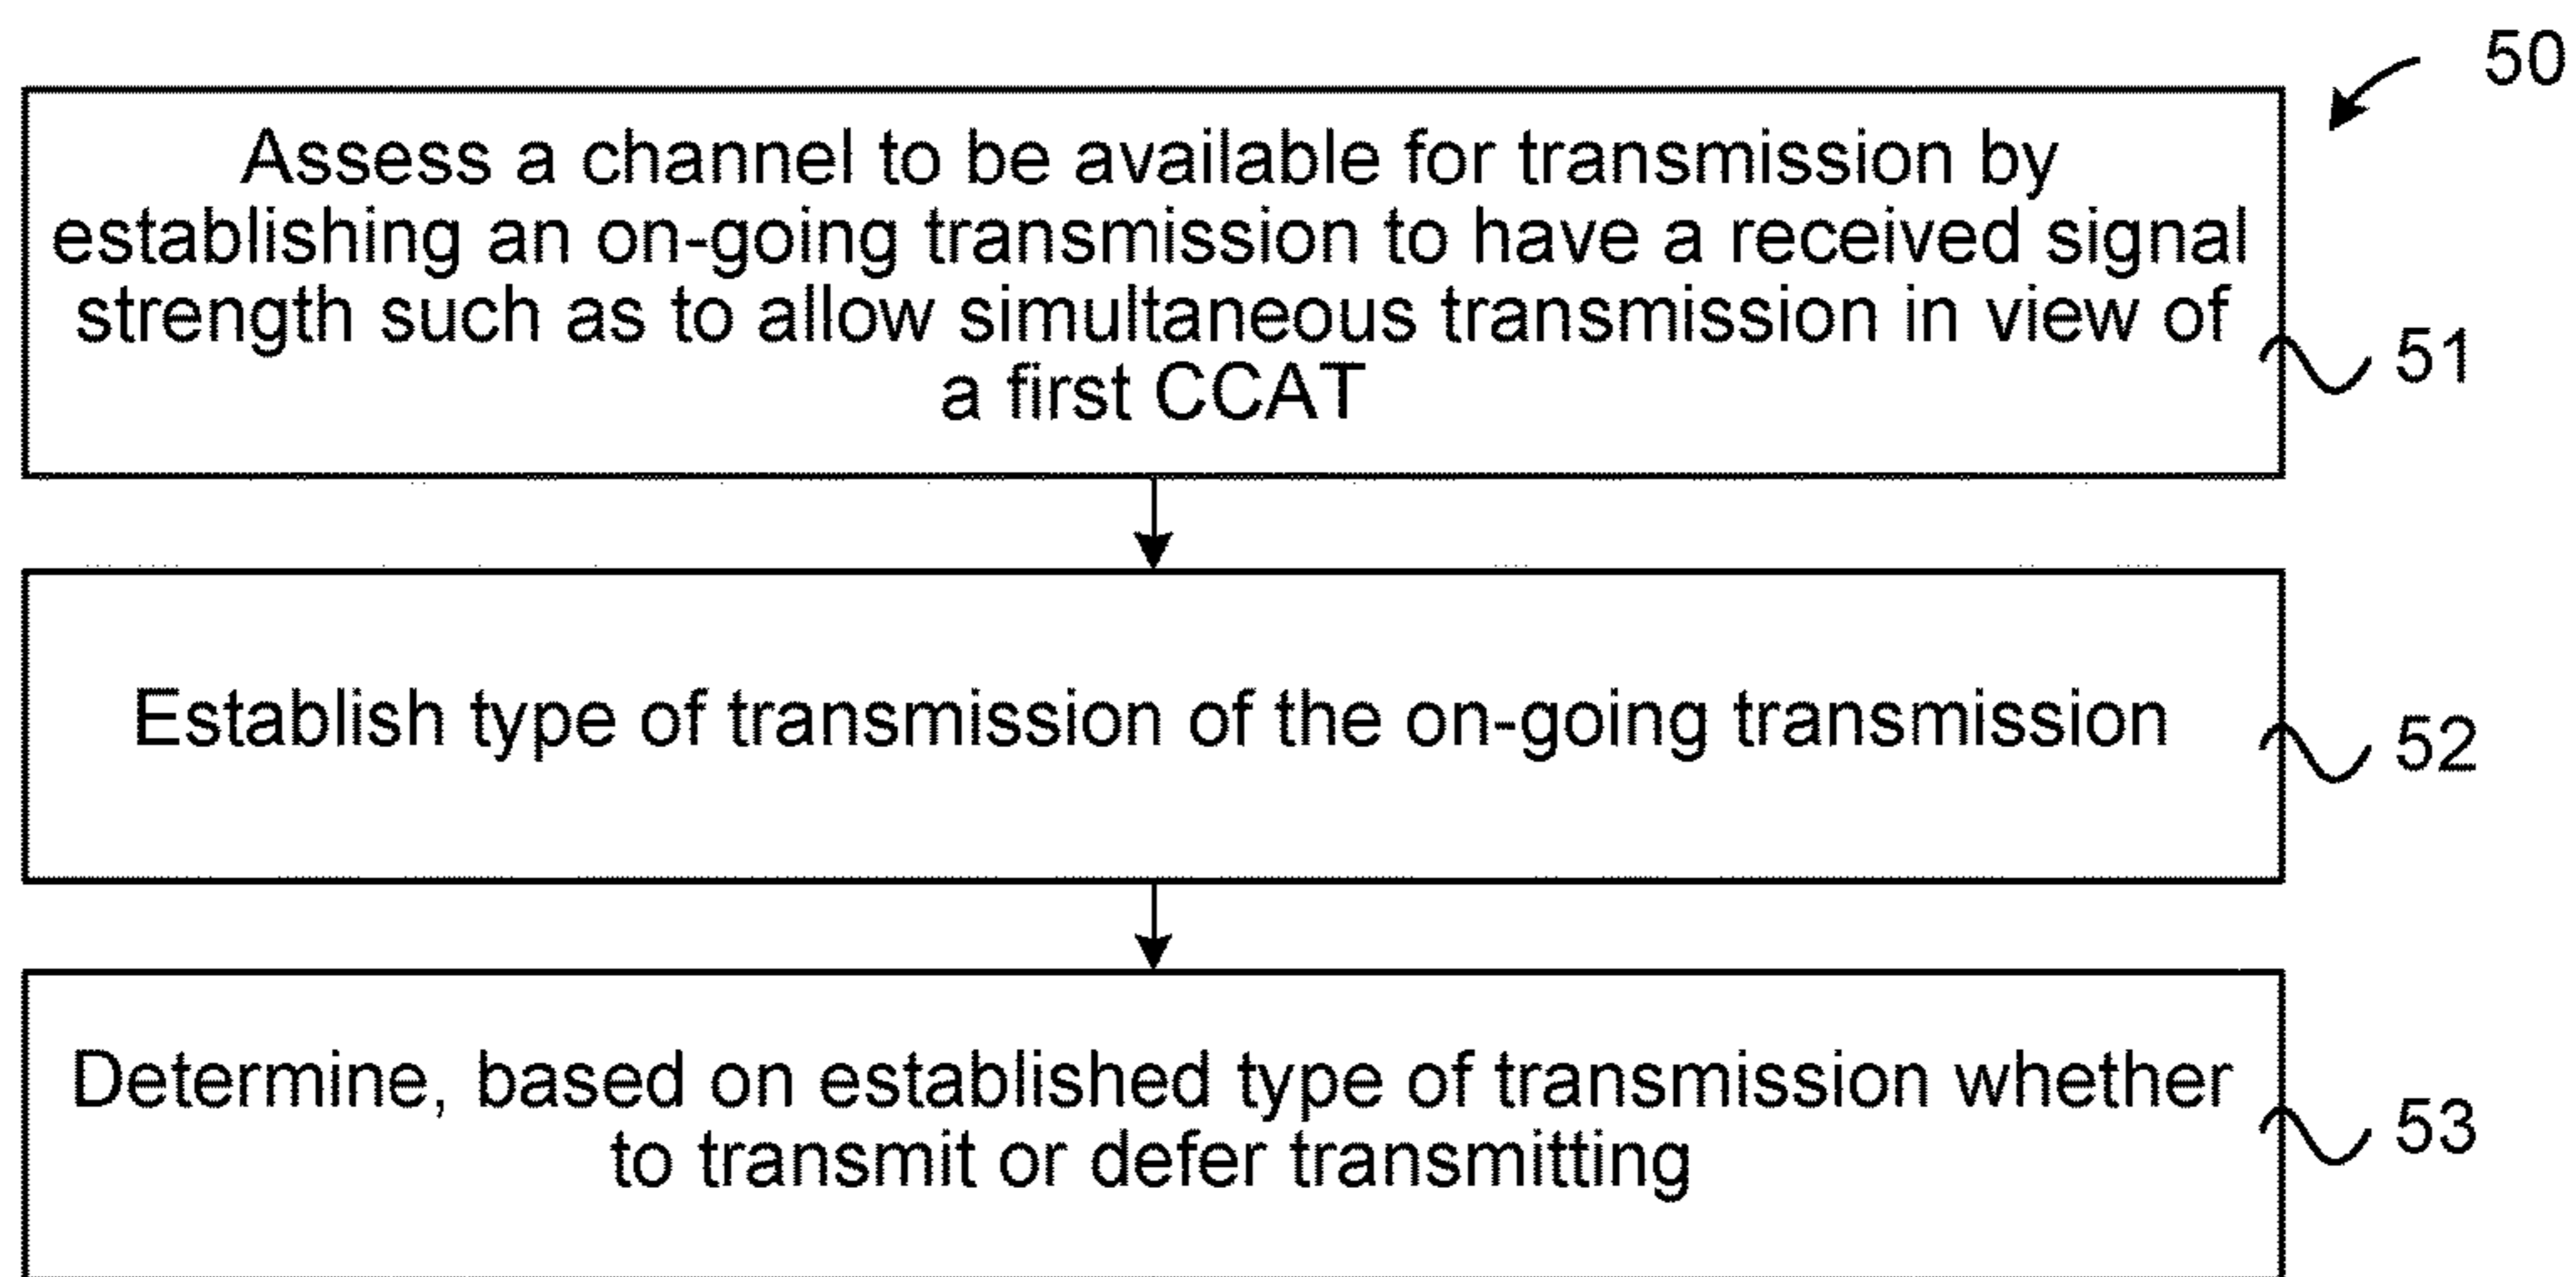 50
Assess a channel to be available for transmission by
establishing an on-going transmission to have a received signal
strength such as to allow simultaneous transmission in view of
a first CCAT
51
Establish type of transmission of the on-going transmission
52
Determine, based on established type of transmission whether
to transmit or defer transmitting
53